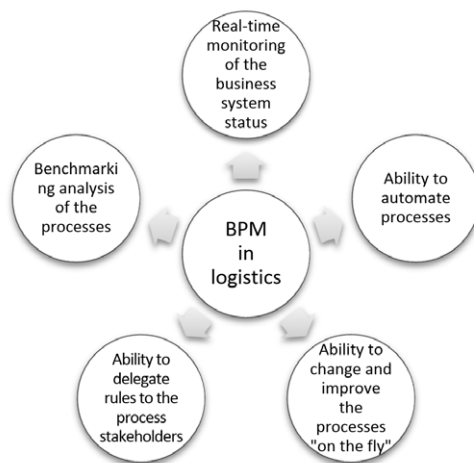 Real-time
monitoring
of the
business
system
status
Benchmarki
ng analysis
of the
processes
Ability to
automate
processes
BPM
in
logistics
Ability to
delegate
rules to the
process
stakeholders
Ability to
change and
improve
the
processes
"on the fly"